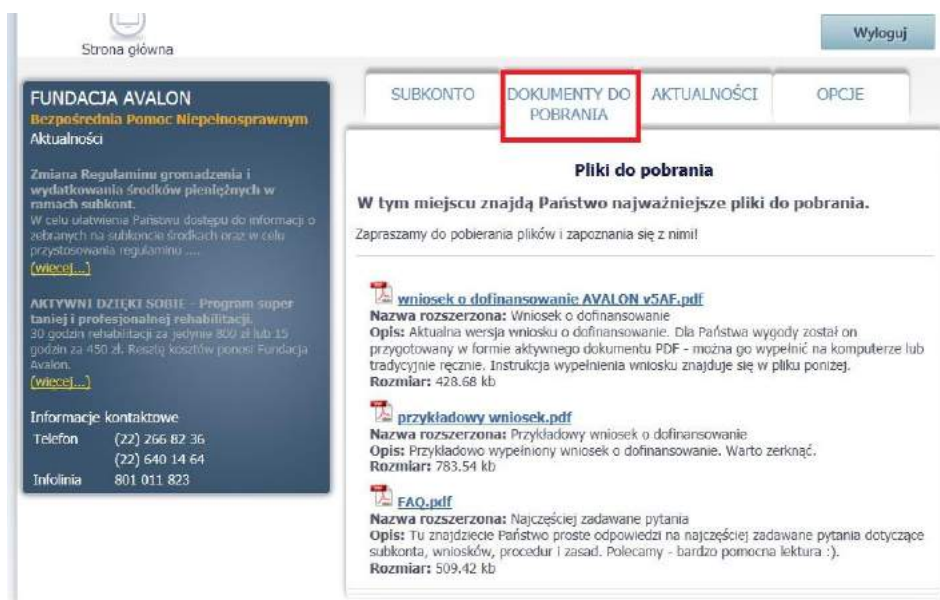 Strona główna
Wyloguj
FUNDACJA AVALON
Bezpośrednia Pomoc Niepełnosprawnym
Aktualności
Zmiana Regulaminu gromadzenia i
wydatkowania środków pieniężnych w
ramach subkont.
W celu ułatwienia Państwu dostępu do informacji o
zebranych na subkoncie środkach oraz w celu
przystosowania regulaminu ....
(więcej...)
AKTYWNI DZIĘKI SOBIE - Program super
taniej i profesjonalnej rehabilitacji.
30 godzin rehabilitacji za jedynie 800 zł lub 15
godzin za 450 zł. Resztę kosztów ponosi Fundacja
Avalon.
(więcej...)
Informacje kontaktowe
Telefon (22) 266 82 36
(22) 640 14 64
Infolinia 801 011 823
SUBKONTO
DOKUMENTY DO
POBRANIA
AKTUALNOŚCI
OPCJE
Pliki do pobrania
W tym miejscu znajdą Państwo najważniejsze pliki do pobrania.
Zapraszamy do pobierania plików i zapoznania się z nimi!
wniosek o dofinansowanie AVALON v5AF.pdf
Nazwa rozszerzona: Wniosek o dofinansowanie
Opis: Aktualna wersja wniosku o dofinansowanie. Dla Państwa wygody został on
przygotowany w formie aktywnego dokumentu PDF - można go wypełnić na komputerze lub
tradycyjnie ręcznie. Instrukcja wypełnienia wniosku znajduje się w pliku poniżej.
Rozmiar: 428.68 kb
przykładowy wniosek.pdf
Nazwa rozszerzona: Przykładowy wniosek o dofinansowanie
Opis: Przykładowo wypełniony wniosek o dofinansowanie. Warto zerknąć.
Rozmiar: 783.54 kb
FAQ.pdf
Nazwa rozszerzona: Najczęściej zadawane pytania
Opis: Tu znajdziecie Państwo proste odpowiedzi na najczęściej zadawane pytania dotyczące
subkonta, wniosków, procedur i zasad. Polecamy - bardzo pomocna lektura :).
Rozmiar: 509.42 kb